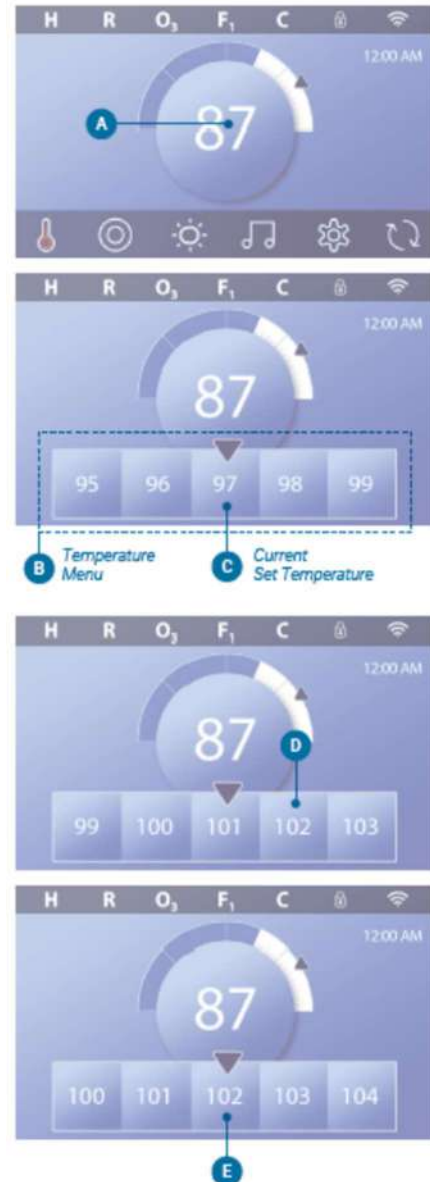 H R O₃ F₁ C
12:00 AM
A
87
H R O₃ F₁ C
12:00 AM
87
95 96 97 98 99
B Temperature Menu
C Current Set Temperature
H R O₃ F₁ C
12:00 AM
87
D
99 100 101 102 103
H R O₃ F₁ C
12:00 AM
87
100 101 102 103 104
E